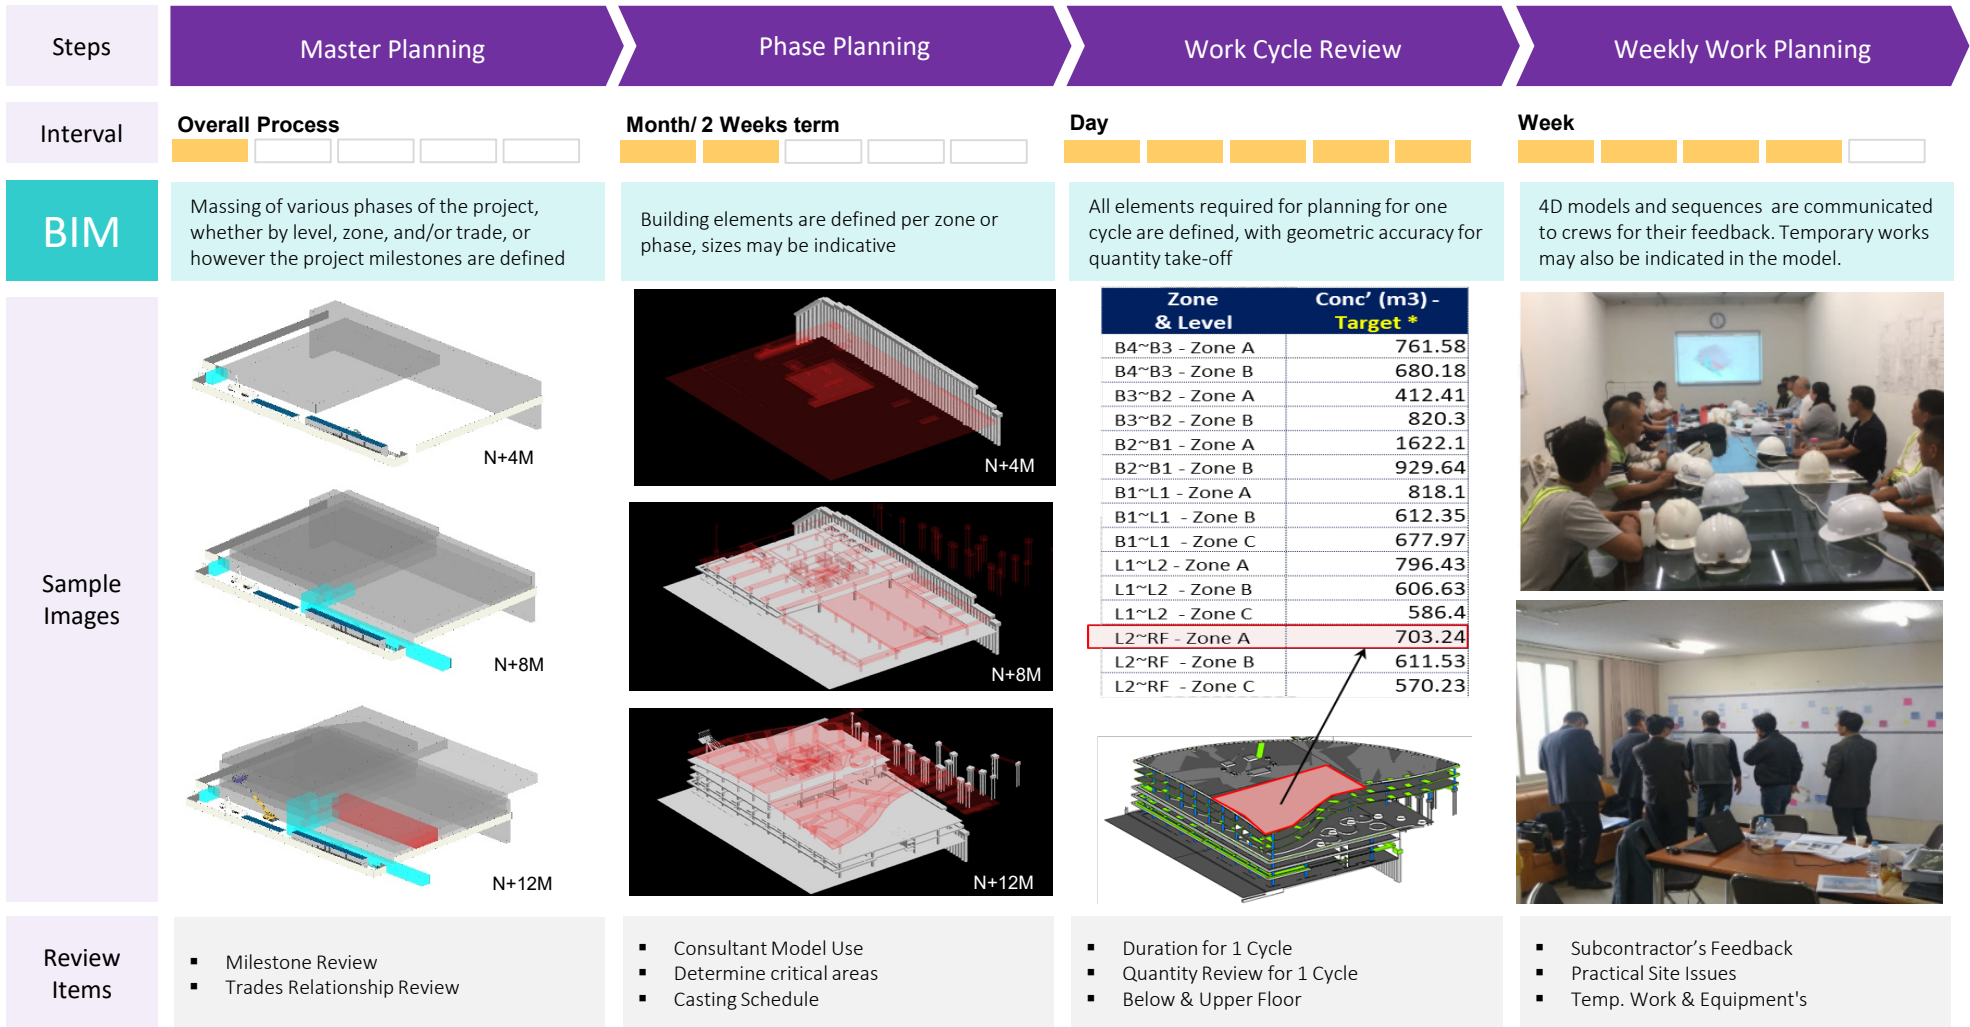 Steps
Master Planning
Phase Planning
Work Cycle Review
Weekly Work Planning
Interval
Overall Process
Month/ 2 Weeks term
Day
Week
BIM
Massing of various phases of the project,
whether by level, zone, and/or trade, or
however the project milestones are defined
Building elements are defined per zone or
phase, sizes may be indicative
All elements required for planning for one
cycle are defined, with geometric accuracy for
quantity take-off
4D models and sequences are communicated
to crews for their feedback. Temporary works
may also be indicated in the model.
Sample
Images
N+4M
N+8M
N+12M
N+4M
N+8M
N+12M
Zone
& Level
Conc' (m3) -
Target *
B4~B3 - Zone A 761.58
B4~B3 - Zone B 680.18
B3~B2 - Zone A 412.41
B3~B2 - Zone B 820.3
B2~B1 - Zone A 1622.1
B2~B1 - Zone B 929.64
B1~L1 - Zone A 818.1
B1~L1 - Zone B 612.35
B1~L1 - Zone C 677.97
L1~L2 - Zone A 796.43
L1~L2 - Zone B 606.63
L1~L2 - Zone C 586.4
L2~RF - Zone A 703.24
L2~RF - Zone B 611.53
L2~RF - Zone C 570.23
Review
Items
▪ Milestone Review
▪ Trades Relationship Review
▪ Consultant Model Use
▪ Determine critical areas
▪ Casting Schedule
▪ Duration for 1 Cycle
▪ Quantity Review for 1 Cycle
▪ Below & Upper Floor
▪ Subcontractor's Feedback
▪ Practical Site Issues
▪ Temp. Work & Equipment's